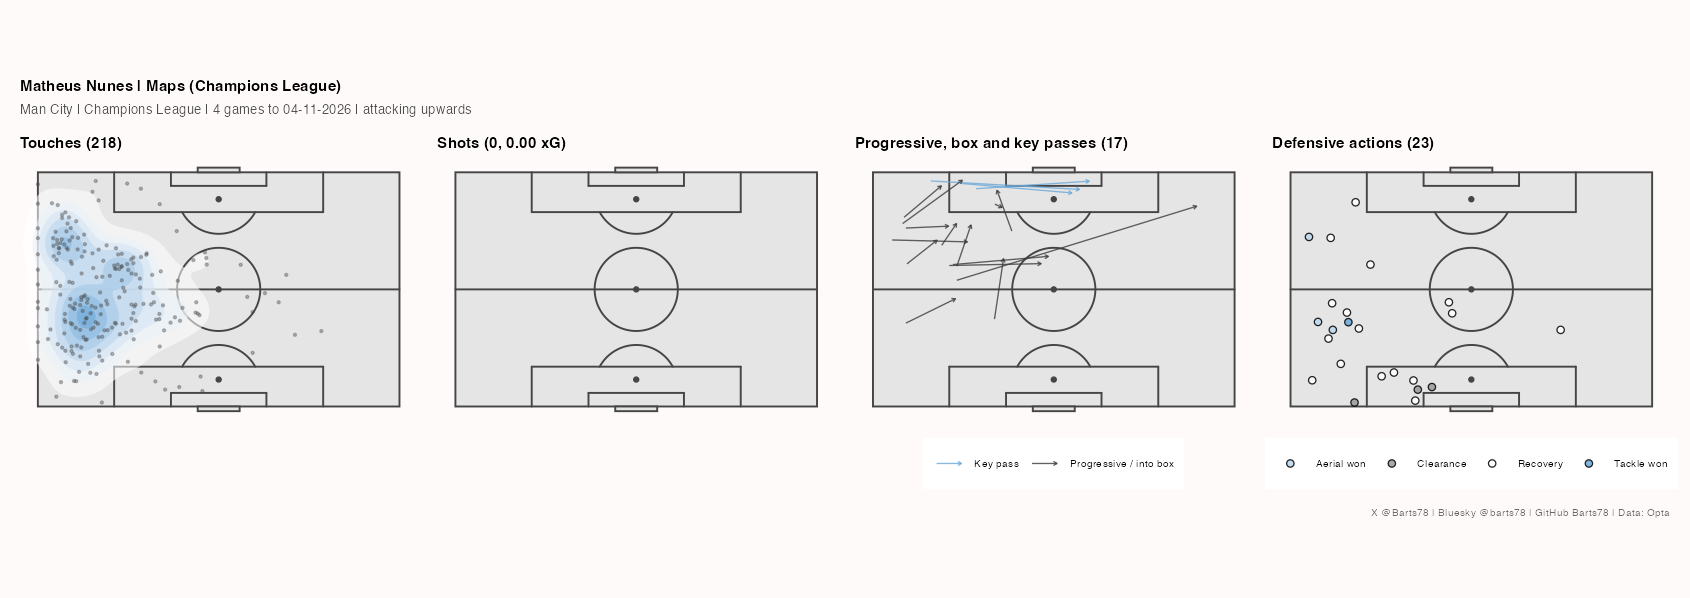 Matheus Nunes | Maps (Champions League)
Man City | Champions League | 4 games to 04-11-2026 | attacking upwards
Touches (218)
Shots (0, 0.00 xG)
Progressive, box and key passes (17)
Defensive actions (23)
Key pass
Progressive / into box
Aerial won
Clearance
Recovery
Tackle won
X @Barts78 | Bluesky @barts78 | GitHub Barts78 | Data: Opta